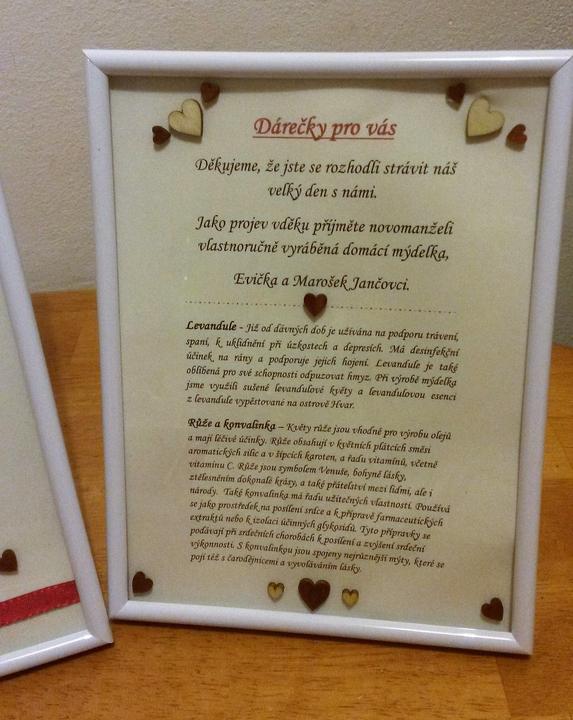 Dárečky pro vás
Děkujeme, že jste se rozhodli strávit náš
velký den s námi.
Jako projev vděku příjměte novomanželi
vlastnoručně vyráběná domácí mýdelka,
Evička a Marošek Jančovci.
Levandule - Již od dávných dob je užívána na podporu trávení,
spaní, k uklidnění při úzkostech a depresích. Má desinfekční
účinek na rány a podporuje jejich hojení. Levandule je také
oblíbená pro své schopnosti odpuzovat hmyz. Při výrobě mýdelka
jsme využili sušené levandulové květy a levandulovou esenci
z levandule vypěstované na ostrově Hvar.
Růže a konvalinka – Květy růže jsou vhodné pro výrobu olejů
a mají léčivé účinky. Růže obsahují v květních plátcích směsi
aromatických silic a v šípcích karoten, a řadu vitamínů, včetně
vitamínu C. Růže jsou symbolem Venuše, bohyně lásky,
ztělesněním dokonalé krásy, a také přátelství mezi lidmi, ale i
národy. Také konvalinka má řadu užitečných vlastností. Používá
se jako prostředek na posílení srdce a k přípravě farmaceutických
extraktů nebo k izolaci účinných glykosidů. Tyto přípravky se
podávají při srdečních chorobách k posílení a zvýšení srdeční
výkonnosti. S konvalinkou jsou spojeny nejrůznější mýty, které se
pojí též s čarodějnicemi a vyvoláváním lásky.